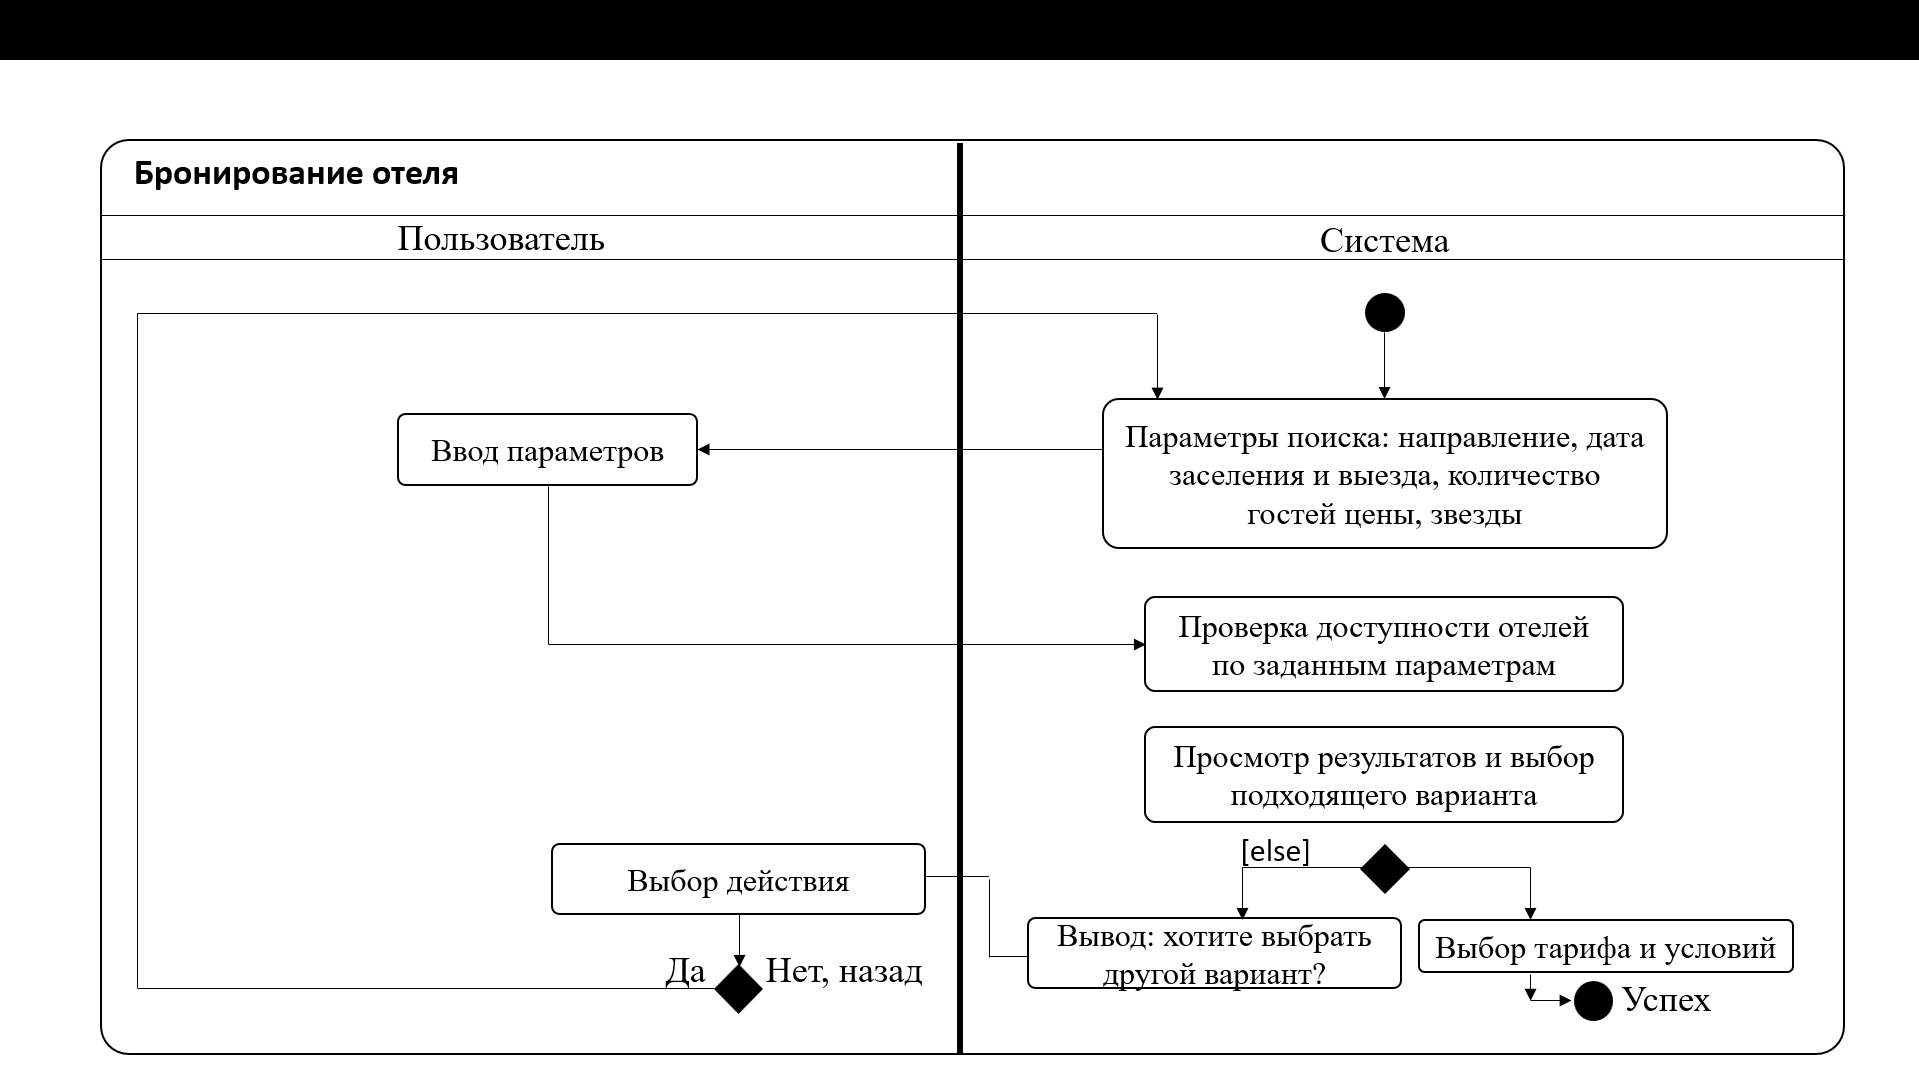 Бронирование отеля
Пользователь
Система
Параметры поиска: направление, дата
заселения и выезда, количество
гостей цены, звезды
Ввод параметров
Проверка доступности отелей
по заданным параметрам
Просмотр результатов и выбор
подходящего варианта
[else]
Выбор действия
Вывод: хотите выбрать
другой вариант?
Выбор тарифа и условий
Да
Нет, назад
Успех